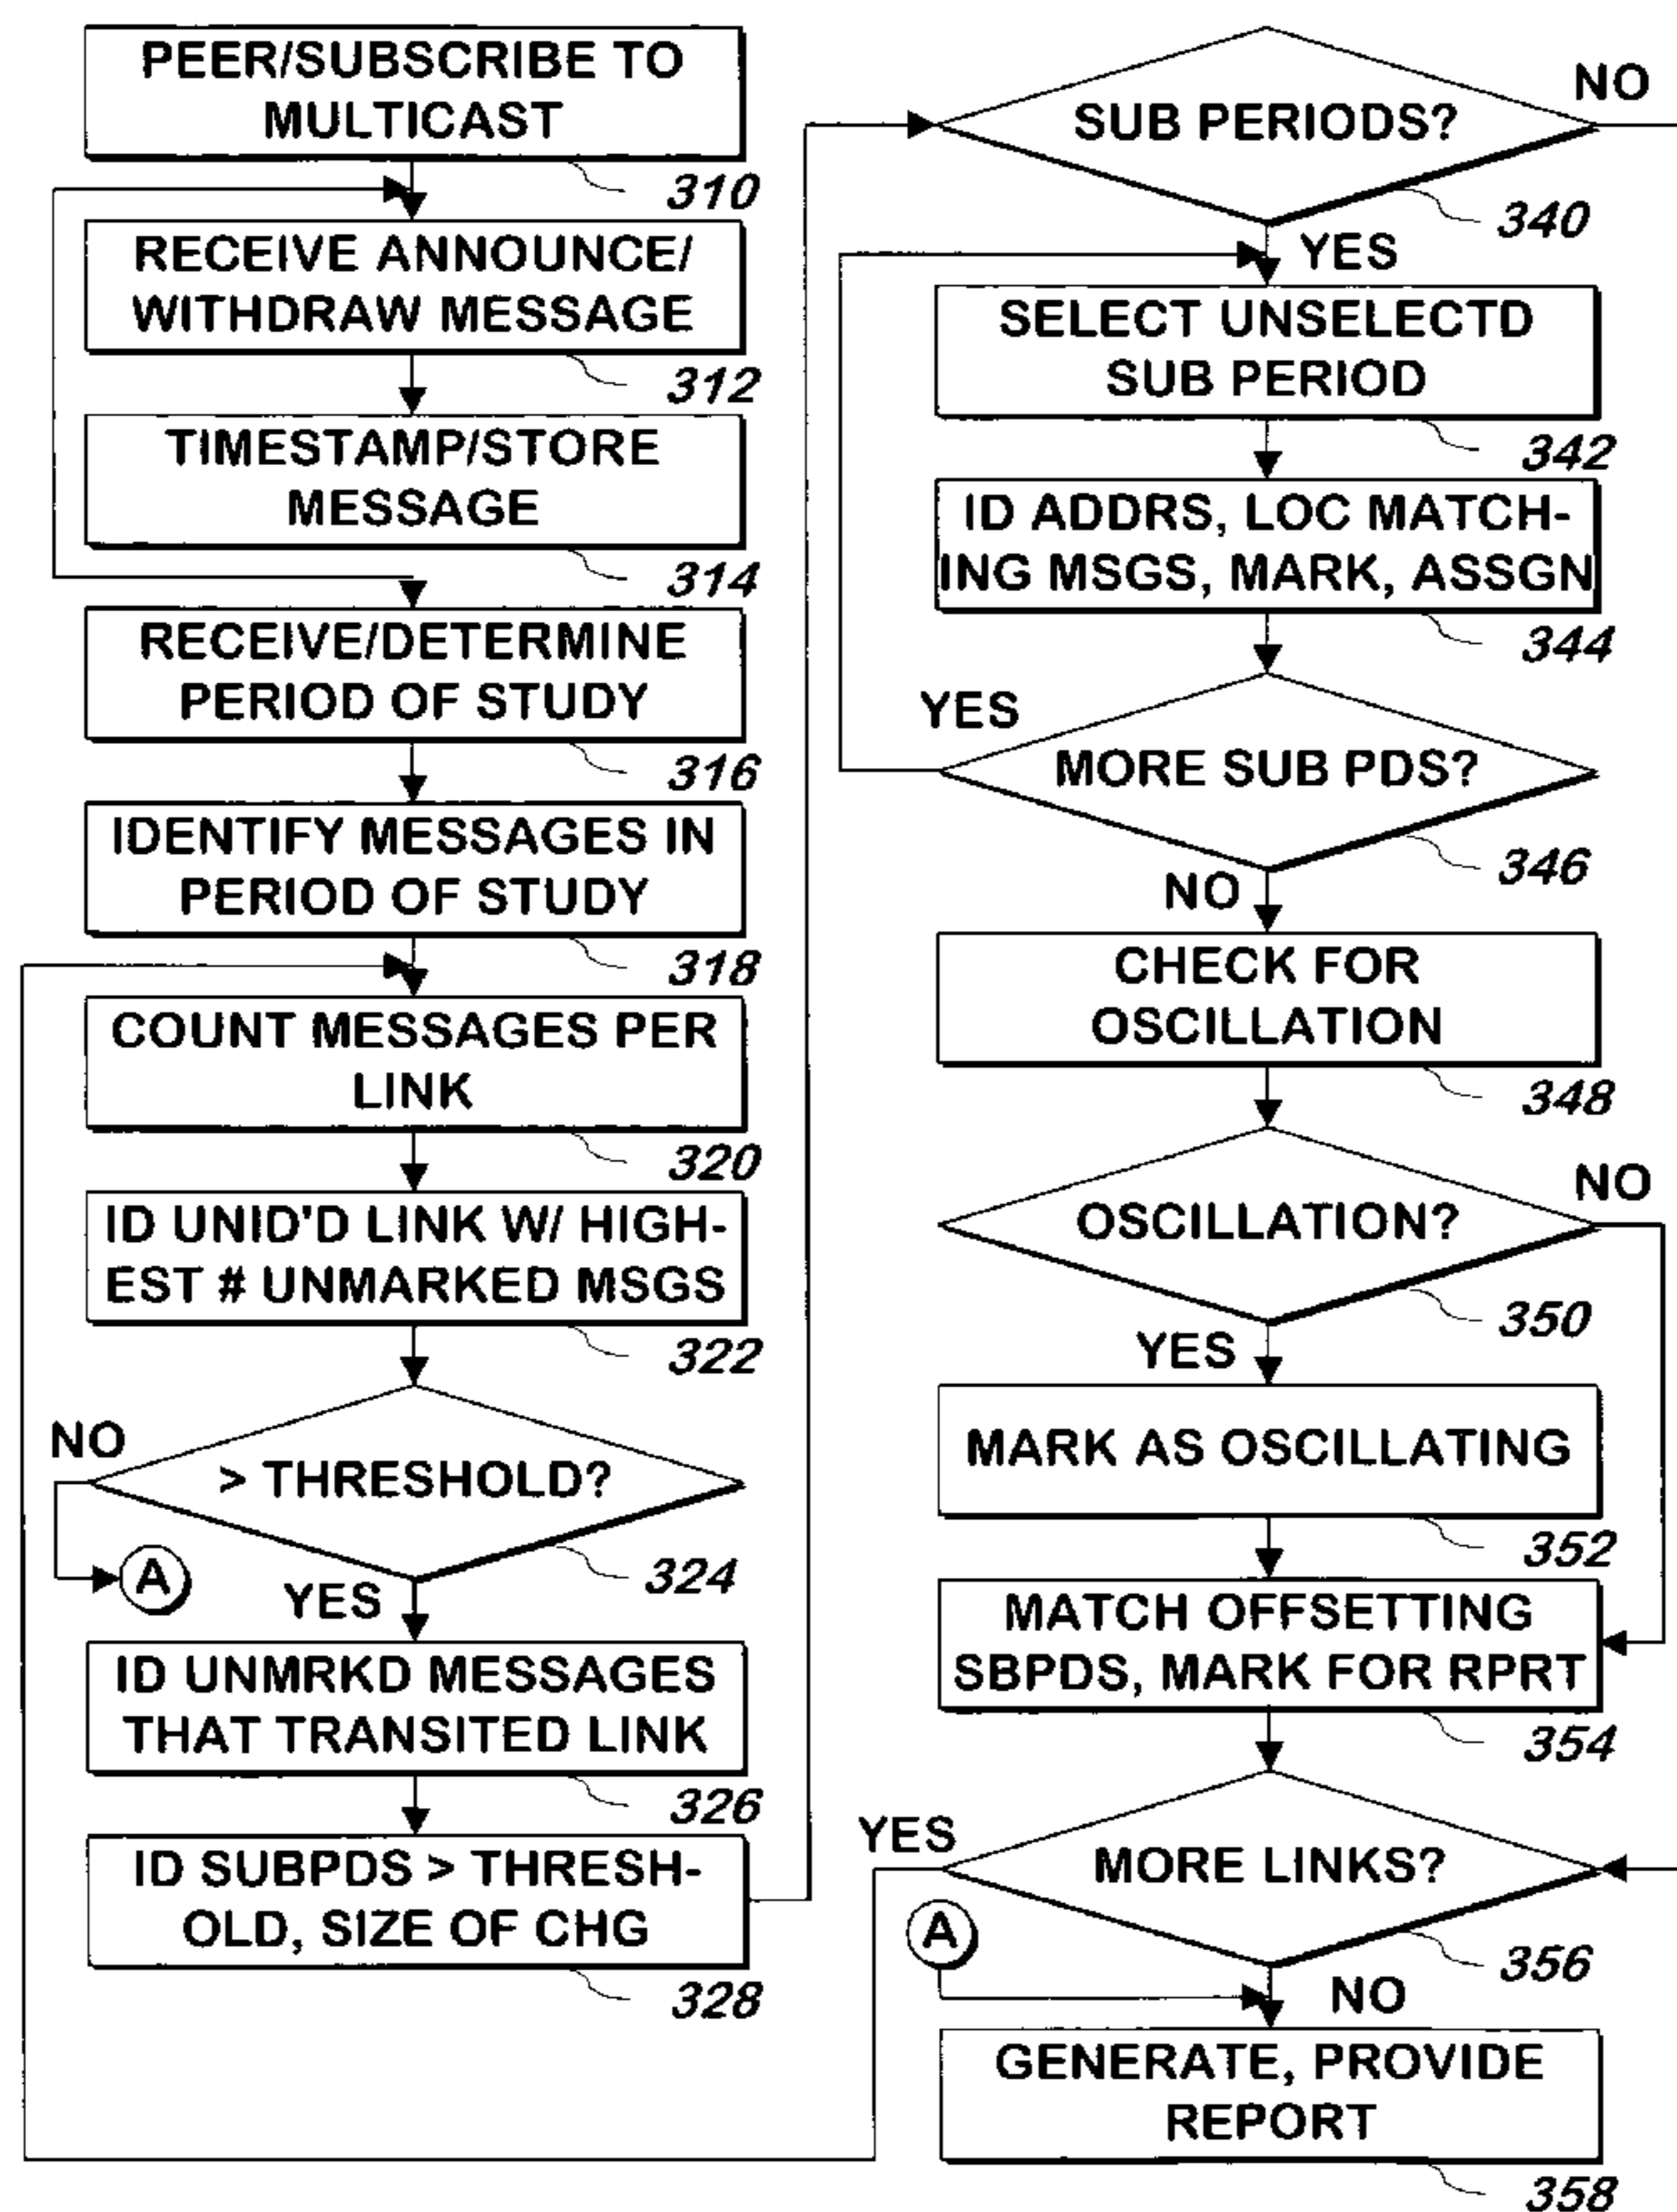 PEER/SUBSCRIBE TO
MULTICAST
310
RECEIVE ANNOUNCE/
WITHDRAW MESSAGE
312
TIMESTAMP/STORE
MESSAGE
314
RECEIVE/DETERMINE
PERIOD OF STUDY
316
IDENTIFY MESSAGES IN
PERIOD OF STUDY
318
COUNT MESSAGES PER
LINK
320
ID UNID'D LINK W/ HIGH-
EST # UNMARKED MSGS
322
NO
> THRESHOLD?
324
A
YES
ID UNMRKD MESSAGES
THAT TRANSITED LINK
326
ID SUBPDS > THRESH-
OLD, SIZE OF CHG
328
NO
SUB PERIODS?
340
YES
SELECT UNSELECTD
SUB PERIOD
342
ID ADDRS, LOC MATCH-
ING MSGS, MARK, ASSGN
344
YES
MORE SUB PDS?
346
NO
CHECK FOR
OSCILLATION
348
NO
OSCILLATION?
350
YES
MARK AS OSCILLATING
352
MATCH OFFSETTING
SBPDS, MARK FOR RPRT
354
YES
MORE LINKS?
A
356
NO
GENERATE, PROVIDE
REPORT
358